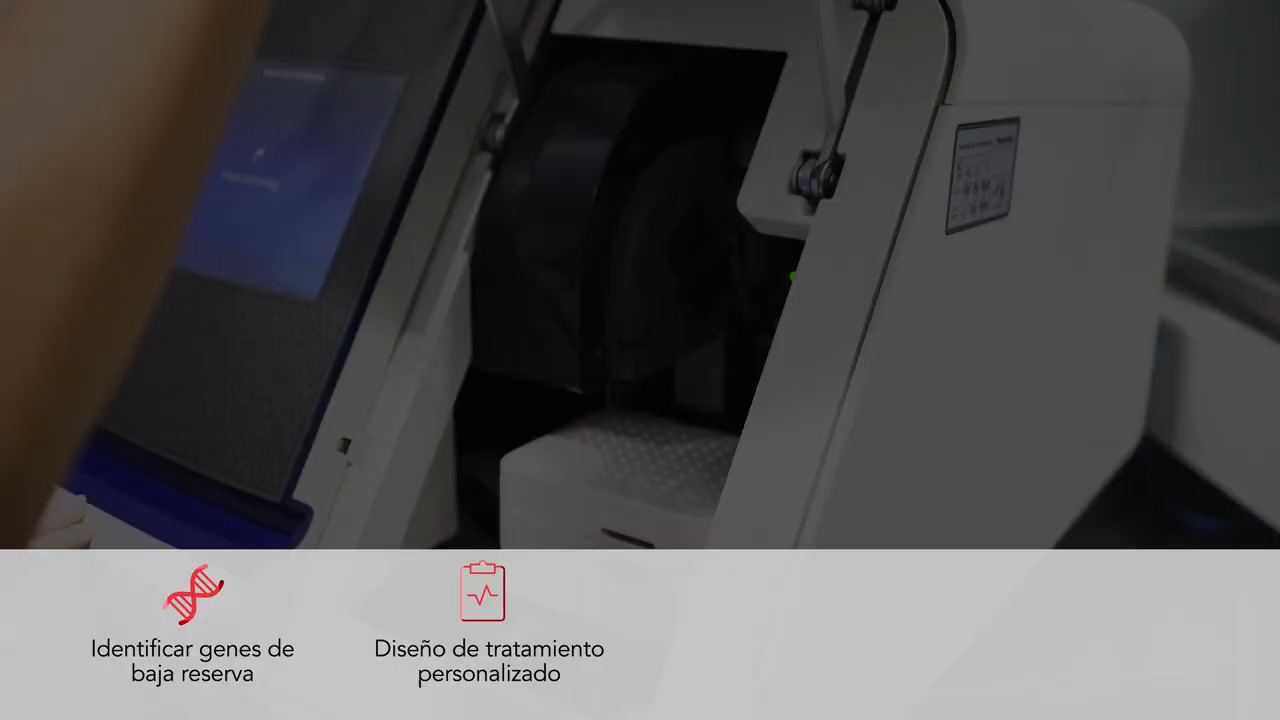 Identificar genes de
baja reserva
Diseño de tratamiento
personalizado